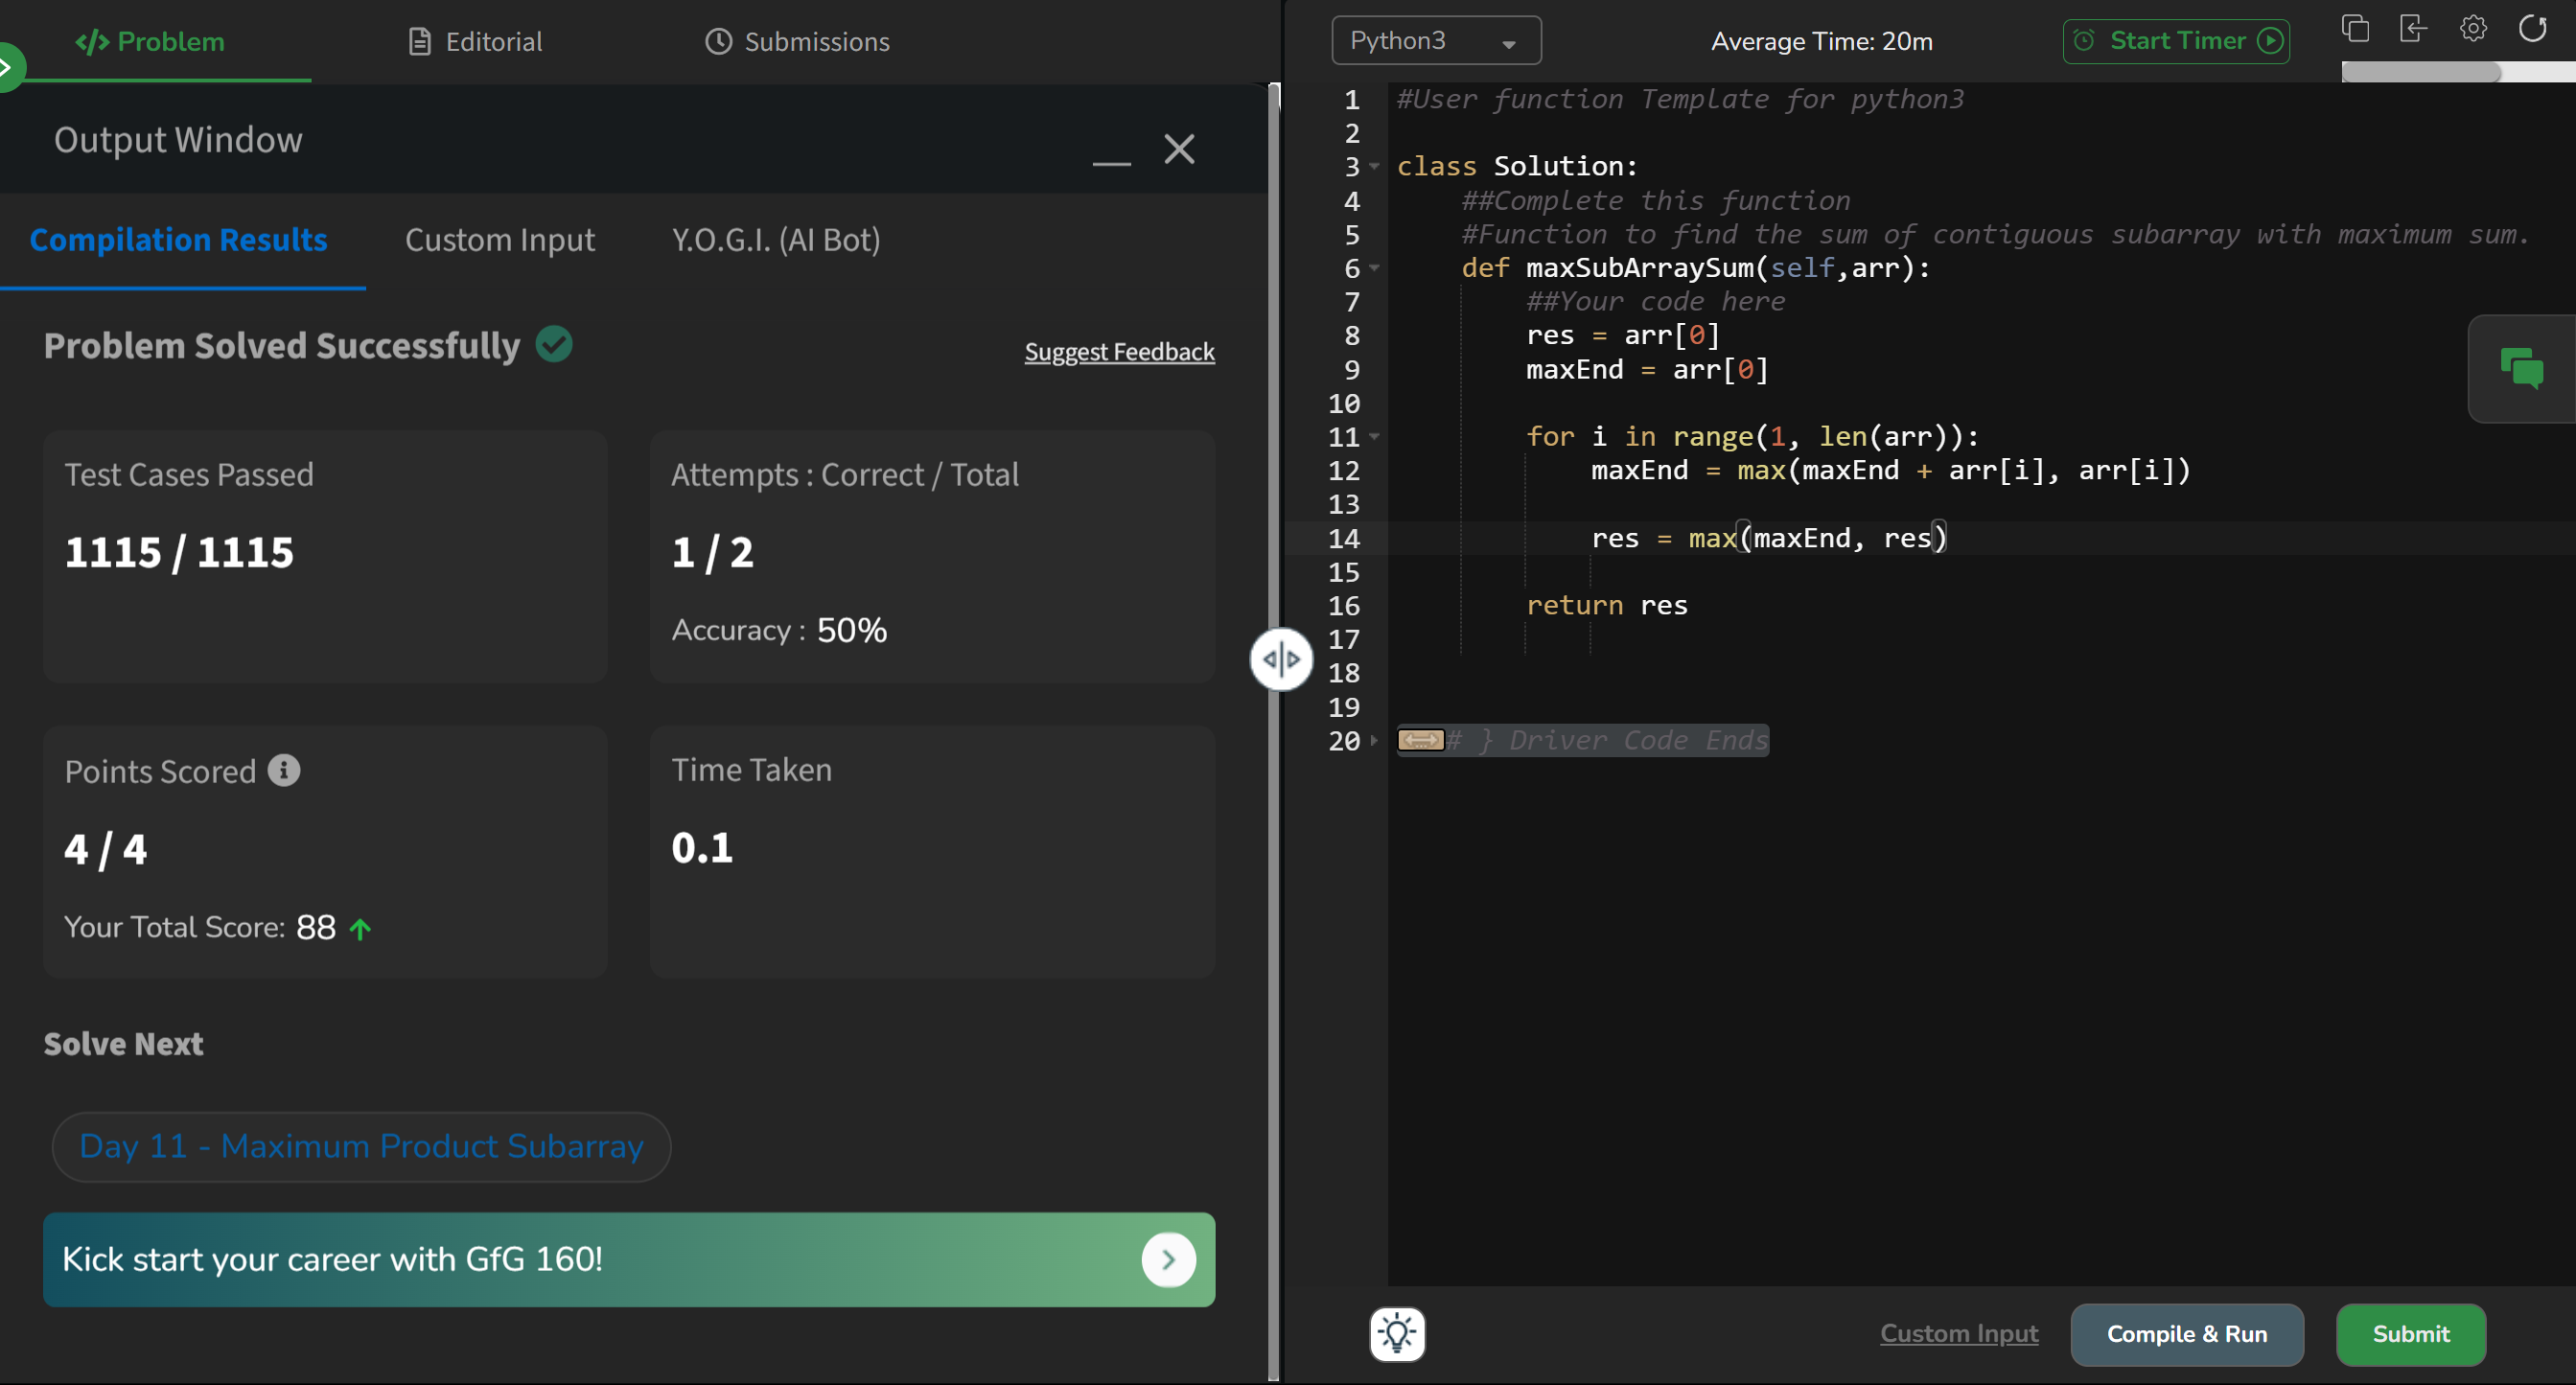 </> Problem
Editorial
Submissions
Output Window
Compilation Results
Custom Input
Y.O.G.I. (AI Bot)
Problem Solved Successfully
Suggest Feedback
Test Cases Passed
1115 / 1115
Attempts : Correct / Total
1 / 2
Accuracy : 50%
Points Scored
4 / 4
Your Total Score: 88
Time Taken
0.1
Solve Next
Day 11 - Maximum Product Subarray
Kick start your career with GfG 160!
Python3
Average Time: 20m
Start Timer
1 #User function Template for python3
2
3 class Solution:
4     ##Complete this function
5     #Function to find the sum of contiguous subarray with maximum sum.
6     def maxSubArraySum(self,arr):
7         ##Your code here
8         res = arr[0]
9         maxEnd = arr[0]
10
11         for i in range(1, len(arr)):
12             maxEnd = max(maxEnd + arr[i], arr[i])
13
14             res = max(maxEnd, res)
15
16         return res
17
18
19
20 # } Driver Code Ends
Custom Input
Compile & Run
Submit